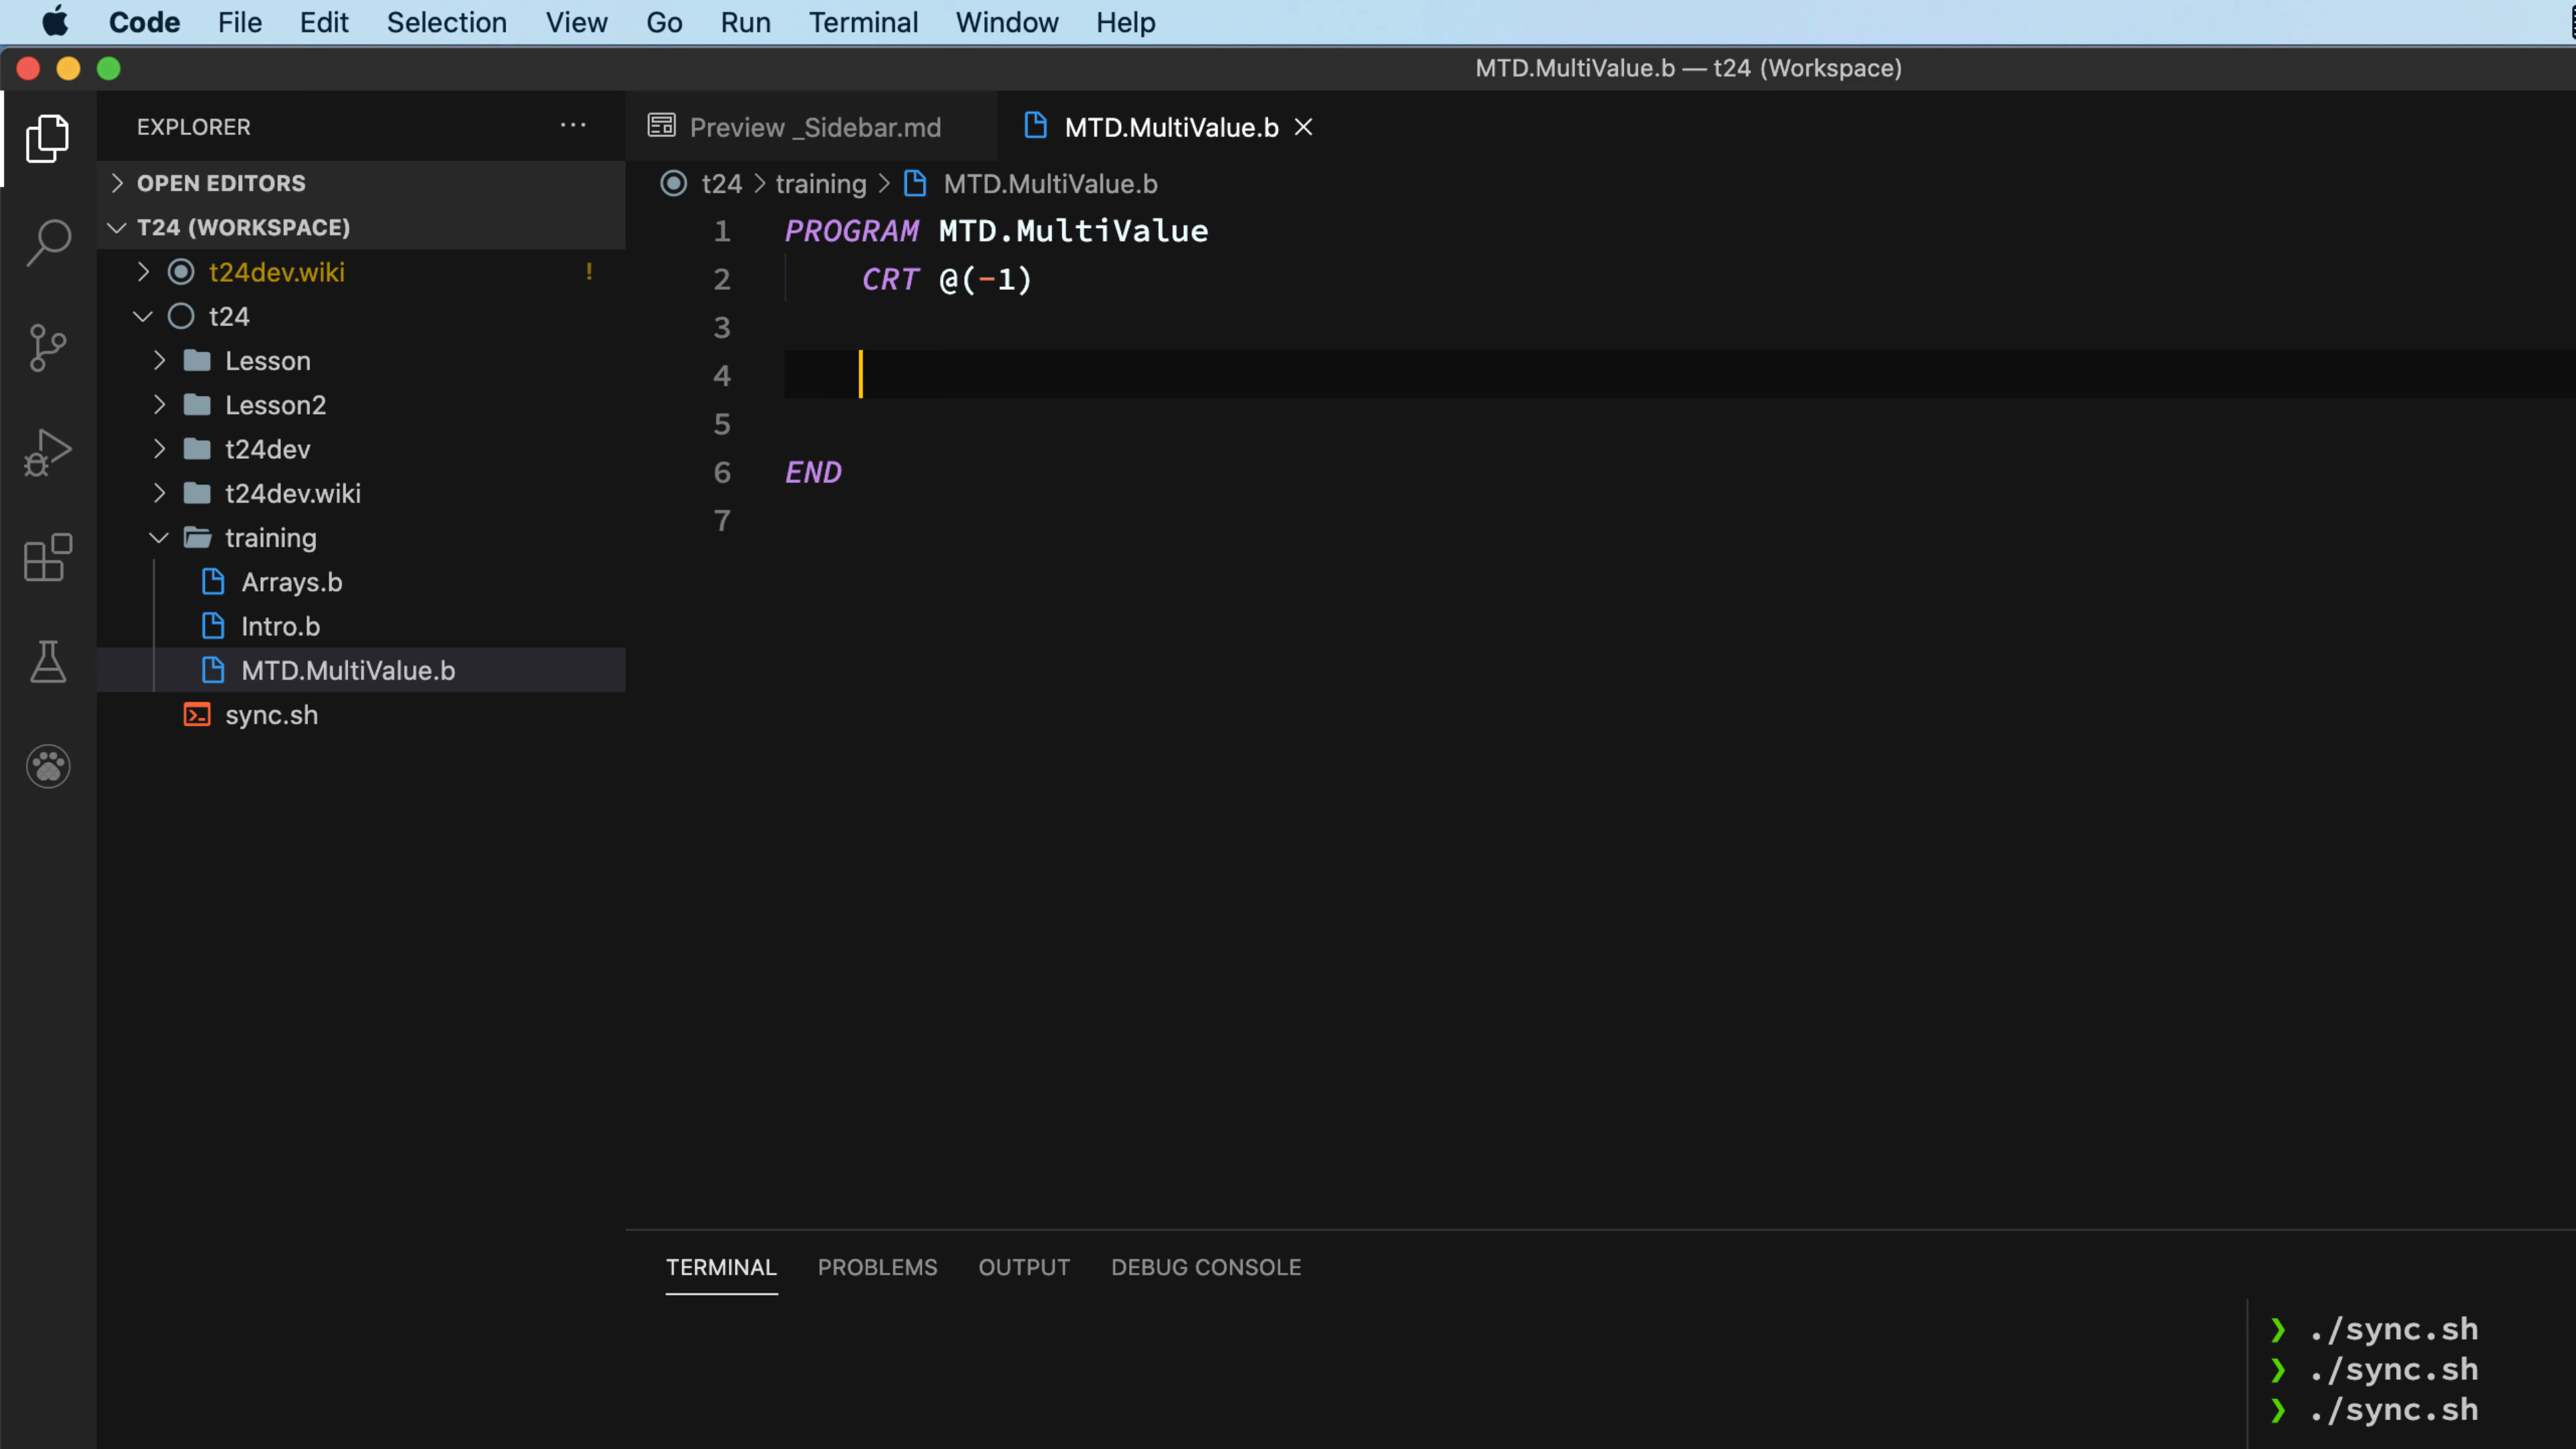 Code File Edit Selection View Go Run Terminal Window Help
MTD.MultiValue.b — t24 (Workspace)
EXPLORER ···
OPEN EDITORS
T24 (WORKSPACE)
t24dev.wiki !
t24
Lesson
Lesson2
t24dev
t24dev.wiki
training
Arrays.b
Intro.b
MTD.MultiValue.b
sync.sh
Preview _Sidebar.md MTD.MultiValue.b
t24 > training > MTD.MultiValue.b
1 PROGRAM MTD.MultiValue
2 CRT @(-1)
3
4
5
6 END
7
TERMINAL PROBLEMS OUTPUT DEBUG CONSOLE
❯ ./sync.sh
❯ ./sync.sh
❯ ./sync.sh